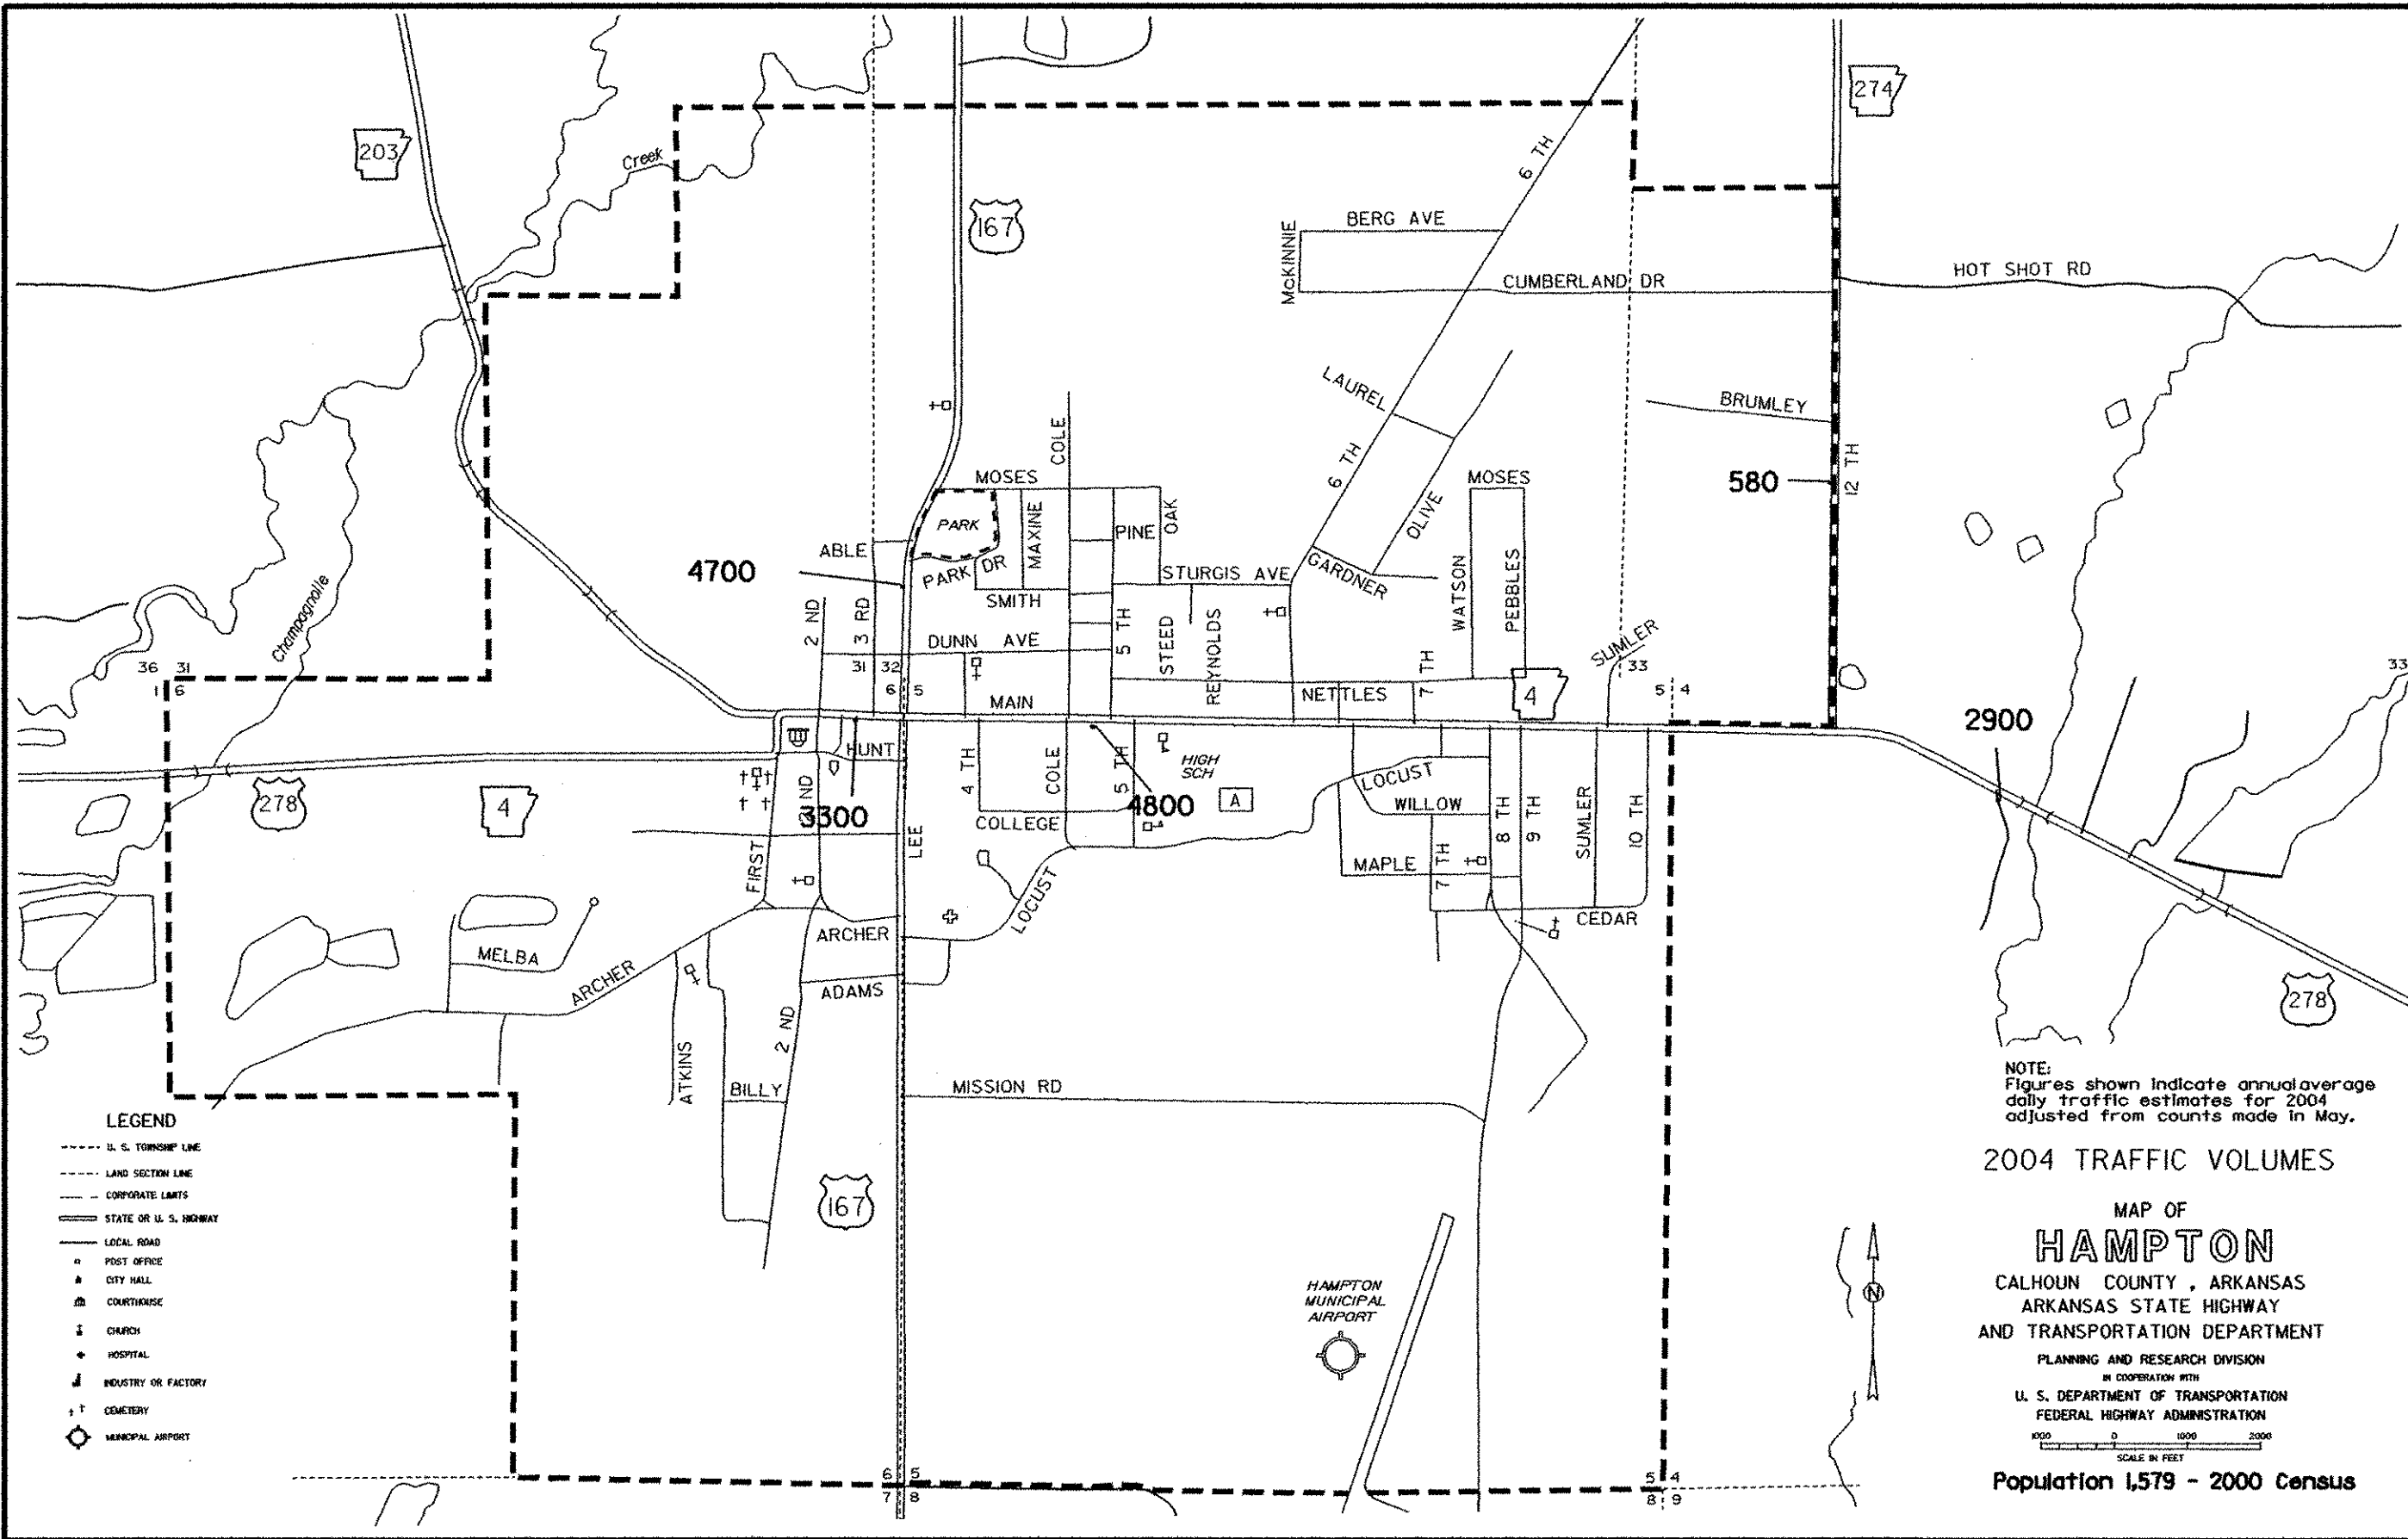 274
203
Creek
167
6 TH
BERG AVE
McKINNIE
CUMBERLAND DR
HOT SHOT RD
LAUREL
BRUMLEY
COLE
MOSES
6 TH
MOSES
580
12 TH
PARK
MAXINE
PINE
OAK
OLIVE
ABLE
4700
PARK DR
STURGIS AVE
GARDNER
SMITH
WATSON
PEBBLES
Champagnolle
2 ND
3 RD
DUNN AVE
5 TH
STEED
REYNOLDS
SUMLER
36 31
31 32
33
33
1 6
6 5
5 4
7 TH
MAIN
NETTLES
4
2900
HUNT
4 TH
COLE
5 TH
HIGH
SCH
LOCUST
278
4
2 ND
3300
4800
A
WILLOW
COLLEGE
8 TH
9 TH
SUMLER
10 TH
LEE
FIRST
MAPLE
7 TH
LOCUST
CEDAR
ARCHER
MELBA
ARCHER
ADAMS
278
2 ND
ATKINS
BILLY
MISSION RD
167
HAMPTON
MUNICIPAL
AIRPORT
6 5
7 8
5 4
8 9
LEGEND
U. S. TOWNSHIP LINE
LAND SECTION LINE
CORPORATE LIMITS
STATE OR U. S. HIGHWAY
LOCAL ROAD
POST OFFICE
CITY HALL
COURTHOUSE
CHURCH
HOSPITAL
INDUSTRY OR FACTORY
CEMETERY
MUNICIPAL AIRPORT
NOTE:
Figures shown indicate annual average
daily traffic estimates for 2004
adjusted from counts made in May.
2004 TRAFFIC VOLUMES
MAP OF
HAMPTON
CALHOUN COUNTY , ARKANSAS
ARKANSAS STATE HIGHWAY
AND TRANSPORTATION DEPARTMENT
PLANNING AND RESEARCH DIVISION
IN COOPERATION WITH
U. S. DEPARTMENT OF TRANSPORTATION
FEDERAL HIGHWAY ADMINISTRATION
N
1000 0 1000 2000
SCALE IN FEET
Population 1,579 - 2000 Census